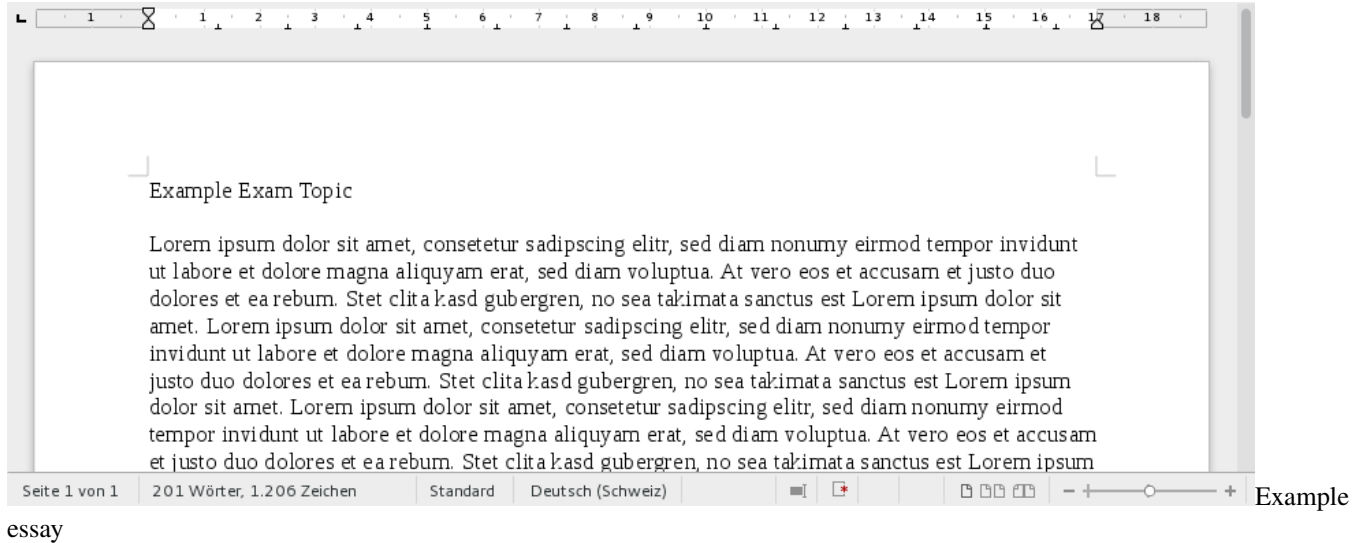 1 1 2 3 4 5 6 7 8 9 10 11 12 13 14 15 16 17 18
Example Exam Topic
Lorem ipsum dolor sit amet, consetetur sadipscing elitr, sed diam nonumy eirmod tempor invidunt
ut labore et dolore magna aliquyam erat, sed diam voluptua. At vero eos et accusam et justo duo
dolores et ea rebum. Stet clita kasd gubergren, no sea takimata sanctus est Lorem ipsum dolor sit
amet. Lorem ipsum dolor sit amet, consetetur sadipscing elitr, sed diam nonumy eirmod tempor
invidunt ut labore et dolore magna aliquyam erat, sed diam voluptua. At vero eos et accusam et
justo duo dolores et ea rebum. Stet clita kasd gubergren, no sea takimata sanctus est Lorem ipsum
dolor sit amet. Lorem ipsum dolor sit amet, consetetur sadipscing elitr, sed diam nonumy eirmod
tempor invidunt ut labore et dolore magna aliquyam erat, sed diam voluptua. At vero eos et accusam
et justo duo dolores et ea rebum. Stet clita kasd gubergren, no sea takimata sanctus est Lorem ipsum
Seite 1 von 1 201 Wörter, 1.206 Zeichen Standard Deutsch (Schweiz)
Example
essay